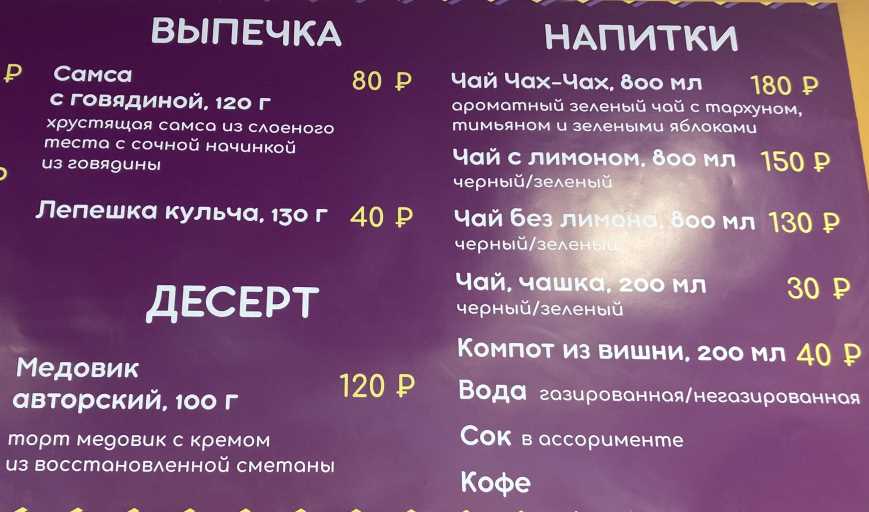 ВЫПЕЧКА
₽
Самса
с говядиной, 120 г
80 ₽
хрустящая самса из слоеного
теста с сочной начинкой
из говядины
₽
Лепешка кульча, 130 г 40 ₽
ДЕСЕРТ
Медовик
авторский, 100 г
120 ₽
торт медовик с кремом
из восстановленной сметаны
НАПИТКИ
Чай Чах-Чах, 800 мл 180 ₽
ароматный зеленый чай с тархуном,
тимьяном и зелеными яблоками
Чай с лимоном, 800 мл 150 ₽
черный/зеленый
Чай без лимона, 800 мл 130 ₽
черный/зеленый
Чай, чашка, 200 мл 30 ₽
черный/зеленый
Компот из вишни, 200 мл 40 ₽
Вода газированная/негазированная
Сок в ассорименте
Кофе